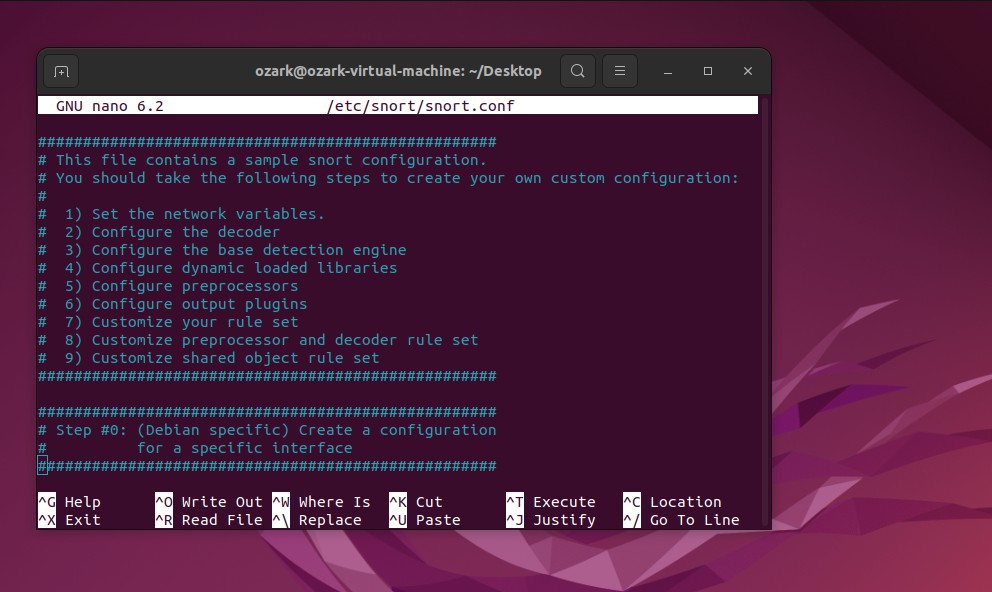 ozark@ozark-virtual-machine: ~/Desktop
GNU nano 6.2 /etc/snort/snort.conf
###################################################
# This file contains a sample snort configuration.
# You should take the following steps to create your own custom configuration:
#
#  1) Set the network variables.
#  2) Configure the decoder
#  3) Configure the base detection engine
#  4) Configure dynamic loaded libraries
#  5) Configure preprocessors
#  6) Configure output plugins
#  7) Customize your rule set
#  8) Customize preprocessor and decoder rule set
#  9) Customize shared object rule set
###################################################
###################################################
# Step #0: (Debian specific) Create a configuration
#          for a specific interface
###################################################
^G Help ^O Write Out ^W Where Is ^K Cut ^T Execute ^C Location
^X Exit ^R Read File ^\ Replace ^U Paste ^J Justify ^/ Go To Line